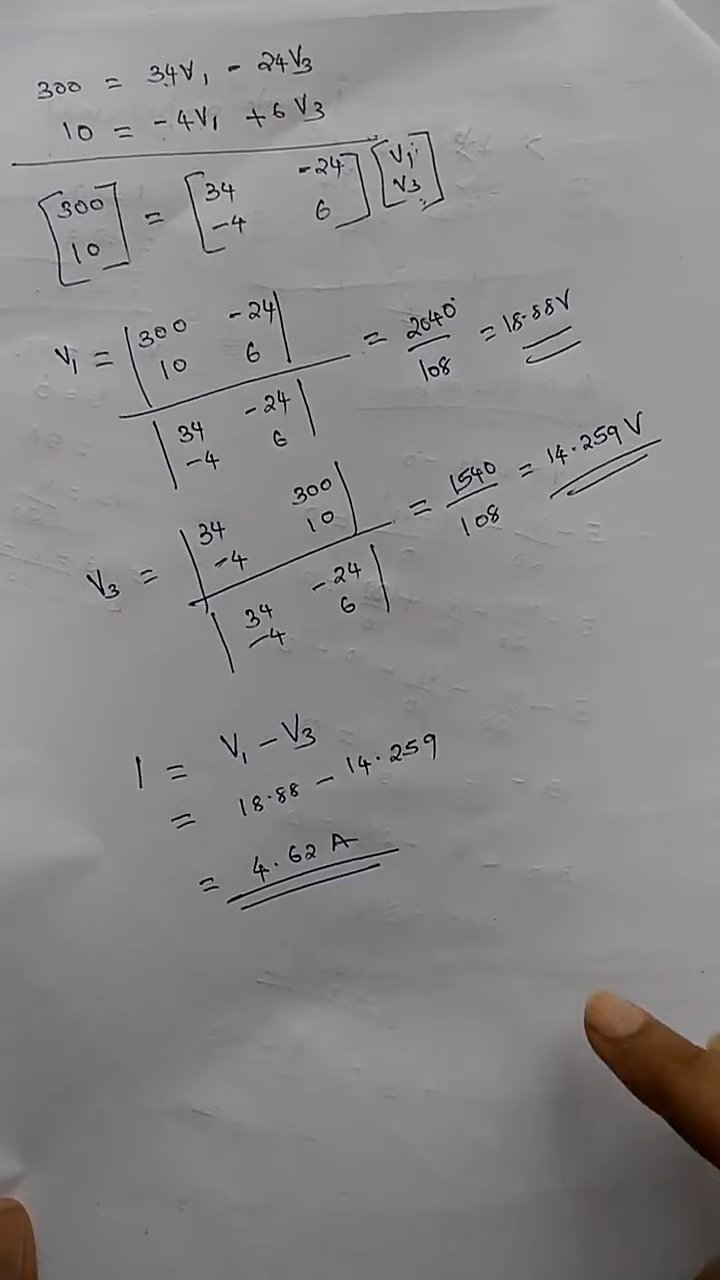 300 = 34V₁ - 24V₃
10 = -4V₁ + 6V₃
[300 10] = [34 -24 -4 6] [V₁ V₃]
V₁ = |300 -24 10 6| / |34 -24 -4 6| = 2040/108 = 18.88V
V₃ = |34 300 -4 10| / |34 -24 -4 6| = 1540/108 = 14.259V
I = V₁ - V₃
= 18.88 - 14.259
= 4.62 A